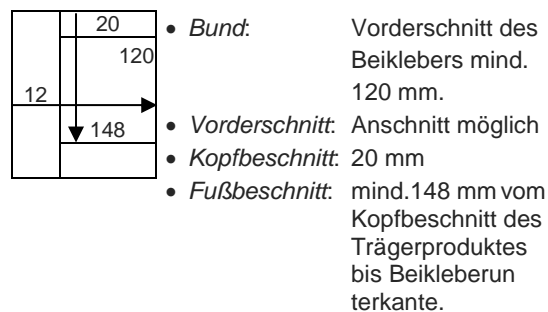 20
120
12
148
• Bund: Vorderschnitt des
Beiklebers mind.
120 mm.
• Vorderschnitt: Anschnitt möglich
• Kopfbeschnitt: 20 mm
• Fußbeschnitt: mind.148 mm vom
Kopfbeschnitt des
Trägerproduktes
bis Beikleberun
terkante.